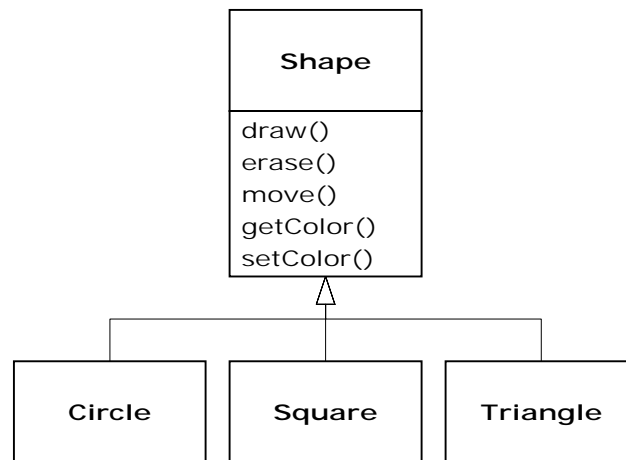 Shape
draw()
erase()
move()
getColor()
setColor()
Circle
Square
Triangle